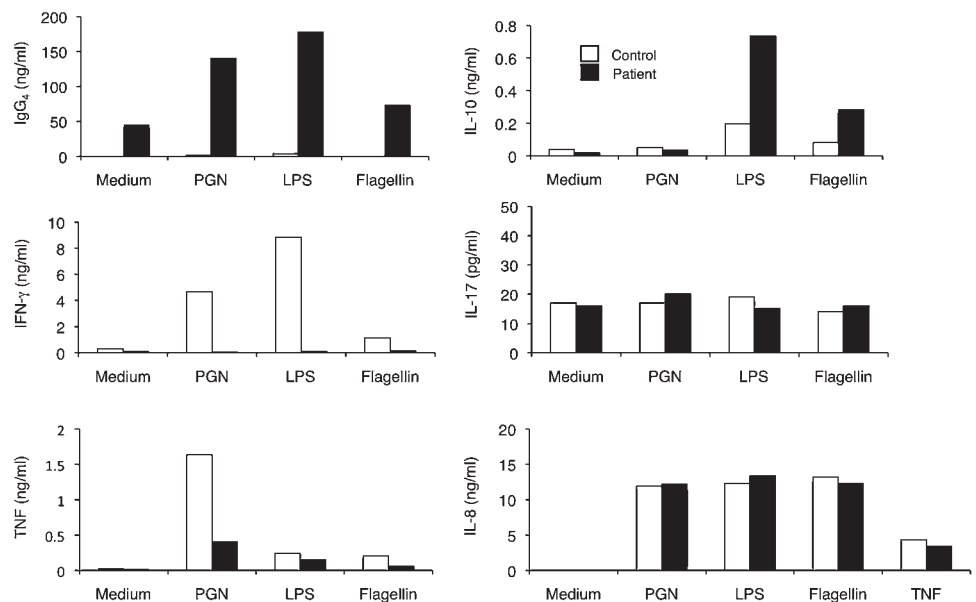 IgG4 (ng/ml)
200
150
100
50
0
Medium PGN LPS Flagellin
IL-10 (ng/ml)
0.8
0.6
0.4
0.2
0
Control
Patient
Medium PGN LPS Flagellin
IFN-γ (ng/ml)
10
8
6
4
2
0
Medium PGN LPS Flagellin
IL-17 (pg/ml)
50
40
30
20
10
0
Medium PGN LPS Flagellin
TNF (ng/ml)
2
1.5
1
0.5
0
Medium PGN LPS Flagellin
IL-8 (ng/ml)
20
15
10
5
0
Medium PGN LPS Flagellin TNF